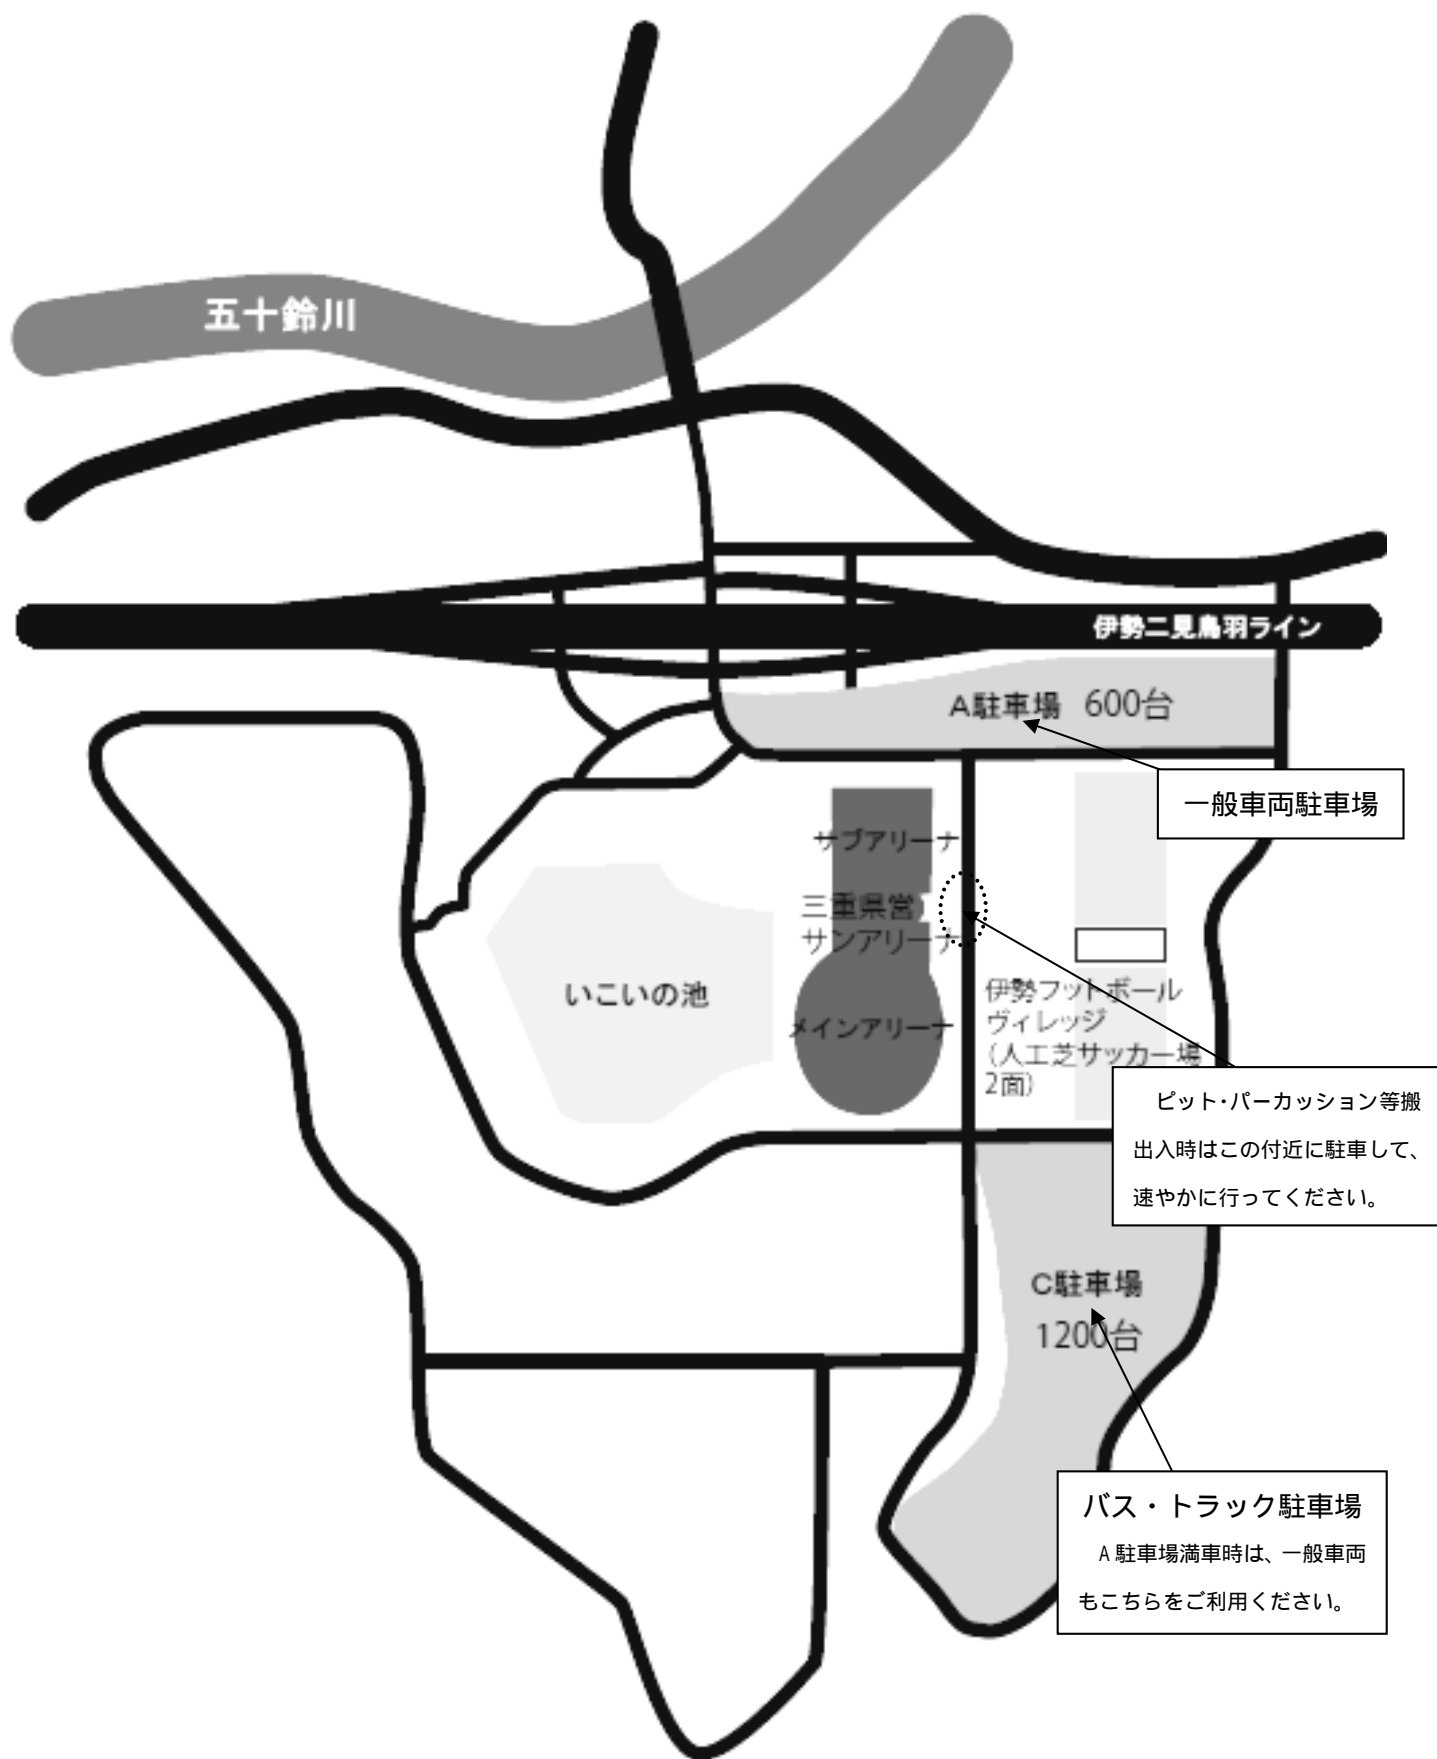 五十鈴川
伊勢二見鳥羽ライン
A駐車場 600台
一般車両駐車場
サブアリーナ
三重県営
サンアリーナ
メインアリーナ
いこいの池
伊勢フットボール
ヴィレッジ
(人工芝サッカー場
2面)
ピット・パーカッション等搬
出入時はこの付近に駐車して、
速やかに行ってください。
C駐車場
1200台
バス・トラック駐車場
A駐車場満車時は、一般車両
もこちらをご利用ください。